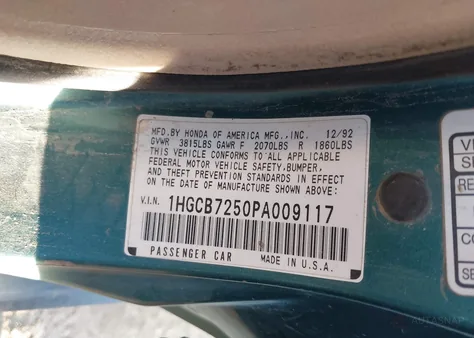 MFD.BY HONDA OF AMERICA MFG.,INC. 12/92
GVWR 3815LBS GAWR F 2070LBS R 1860LBS
THIS VEHICLE CONFORMS TO ALL APPLICABLE
FEDERAL MOTOR VEHICLE SAFETY,BUMPER,
AND THEFT PREVENTION STANDARDS IN EFFECT
ON THE DATE OF MANUFACTURE SHOWN ABOVE:
V.I.N. 1HGCB7250PA009117
PASSENGER CAR MADE IN U.S.A.